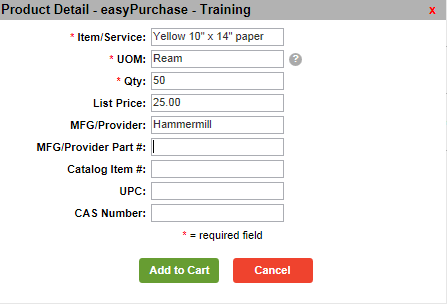 Product Detail - easyPurchase - Training x
* Item/Service: Yellow 10" x 14" paper
* UOM: Ream ?
* Qty: 50
List Price: 25.00
MFG/Provider: Hammermill
MFG/Provider Part #:
Catalog Item #:
UPC:
CAS Number:
* = required field
Add to Cart Cancel